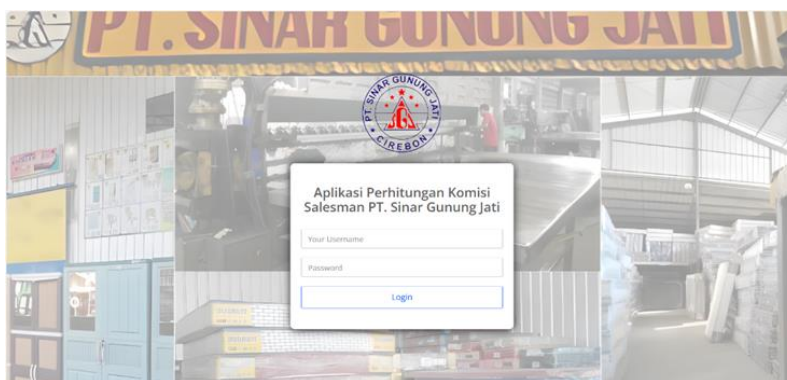 PT. SINAR GUNUNG JATI
PT. SINAR GUNUNG JATI
CIREBON
Aplikasi Perhitungan Komisi
Salesman PT. Sinar Gunung Jati
Your Username
Password
Login